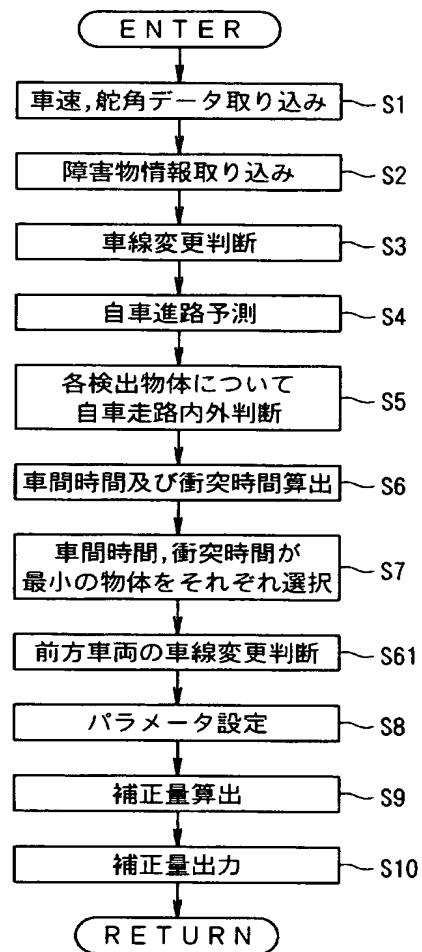 ENTER
車速,舵角データ取り込み S1
障害物情報取り込み S2
車線変更判断 S3
自車進路予測 S4
各検出物体について
自車走路内外判断 S5
車間時間及び衝突時間算出 S6
車間時間,衝突時間が
最小の物体をそれぞれ選択 S7
前方車両の車線変更判断 S61
パラメータ設定 S8
補正量算出 S9
補正量出力 S10
RETURN